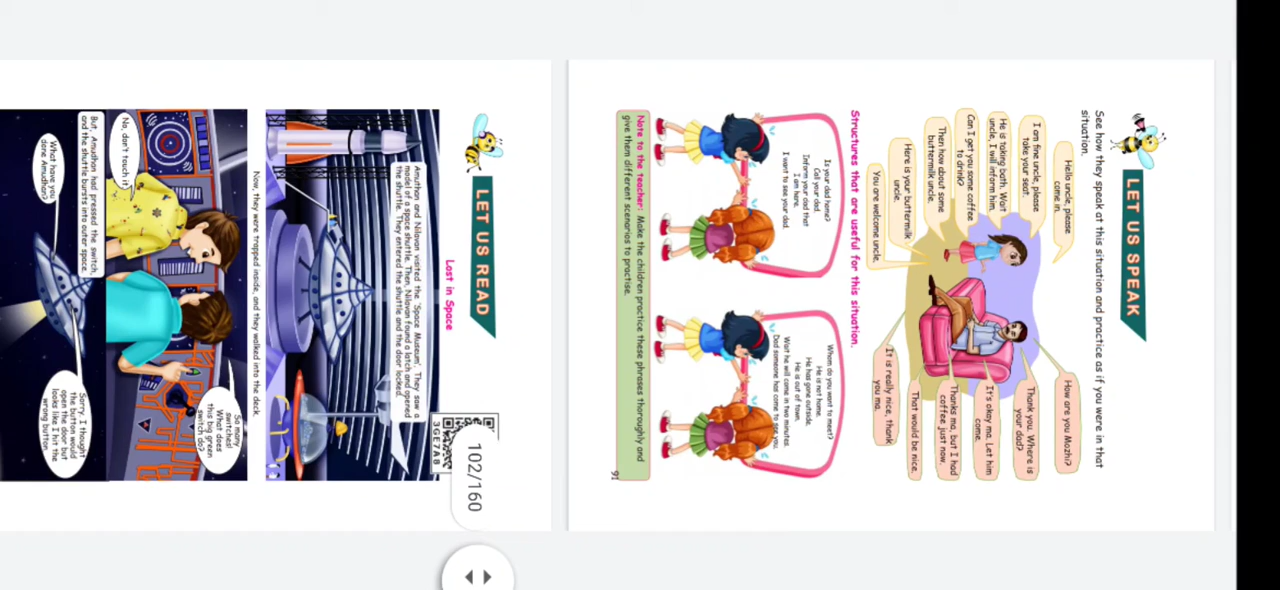 LET US SPEAK
See how they speak at this situation and practice as if you were in that
situation.
Hello uncle, please
come in.
How are you Mozhi?
I am fine uncle, please
take your seat.
Thank you. Where is
your dad?
He is taking bath. Wait
uncle, I will inform him
It's okay ma. Let him
come.
Can I get you some coffee
to drink?
Thanks ma, but I had
coffee just now.
Then how about some
buttermilk uncle.
That would be nice.
Here is your buttermilk
uncle.
It is really nice, thank
you ma.
You are welcome uncle.
Structures that are useful for this situation.
Is your dad home?
Call your dad.
Inform your dad that
I am here.
I want to see your dad.
Whom do you want to meet?
He is not home.
He has gone outside.
He is out of town.
Wait he will come in two minutes.
Dad someone has come to see you.
Note to the teacher: Make the children practice these phrases thoroughly and
give them different scenarios to practise.
91
LET US READ
3GE7A8
102/160
Lost in Space
Amuthan and Nilavan visited the 'Space Museum'. They saw a
model of a space shuttle. Then, Nilavan found a latch and opened
the shuttle. They entered the shuttle and the door locked.
Now, they were trapped inside, and they walked into the deck.
So many
switches!
What does
this big green
switch do?
No, don't touch it.
But, Amudhan had pressed the switch,
and the shuttle bursts into outer space.
What have you
done Amudhan?
Sorry, I thought
the button would
open the door but
looks like I hit the
wrong button.